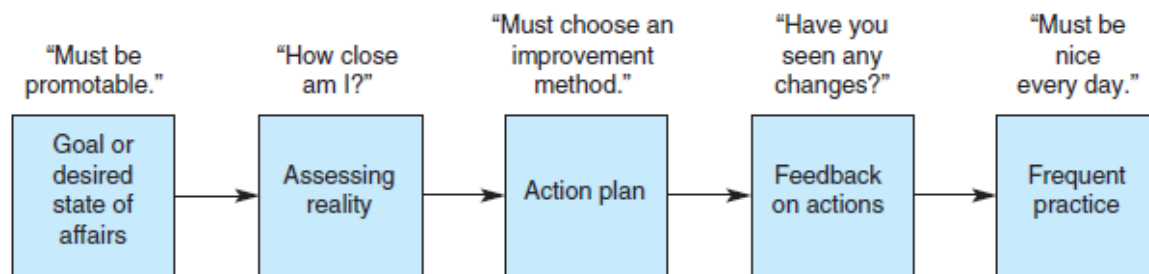 “Must be
promotable.”
“How close
am I?”
“Must choose an
improvement
method.”
“Have you
seen any
changes?”
“Must be
nice
every day.”
Goal or
desired
state of
affairs
Assessing
reality
Action plan
Feedback
on actions
Frequent
practice